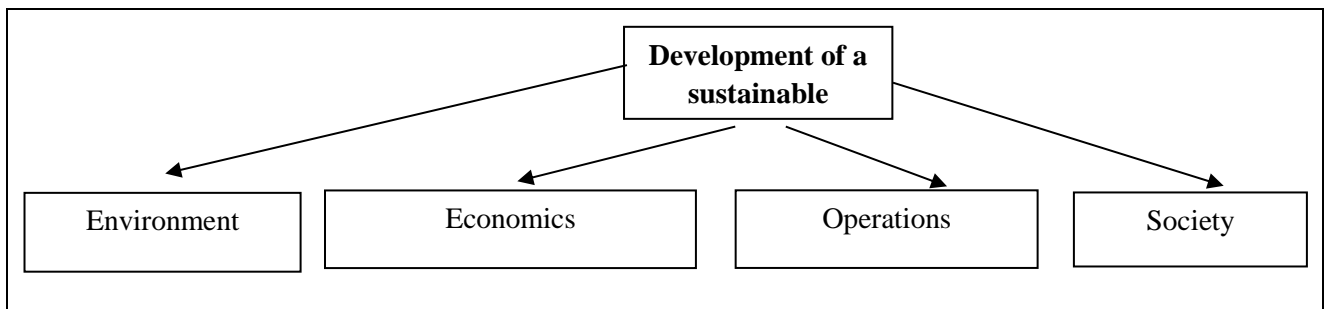 Development of a
sustainable
Environment
Economics
Operations
Society